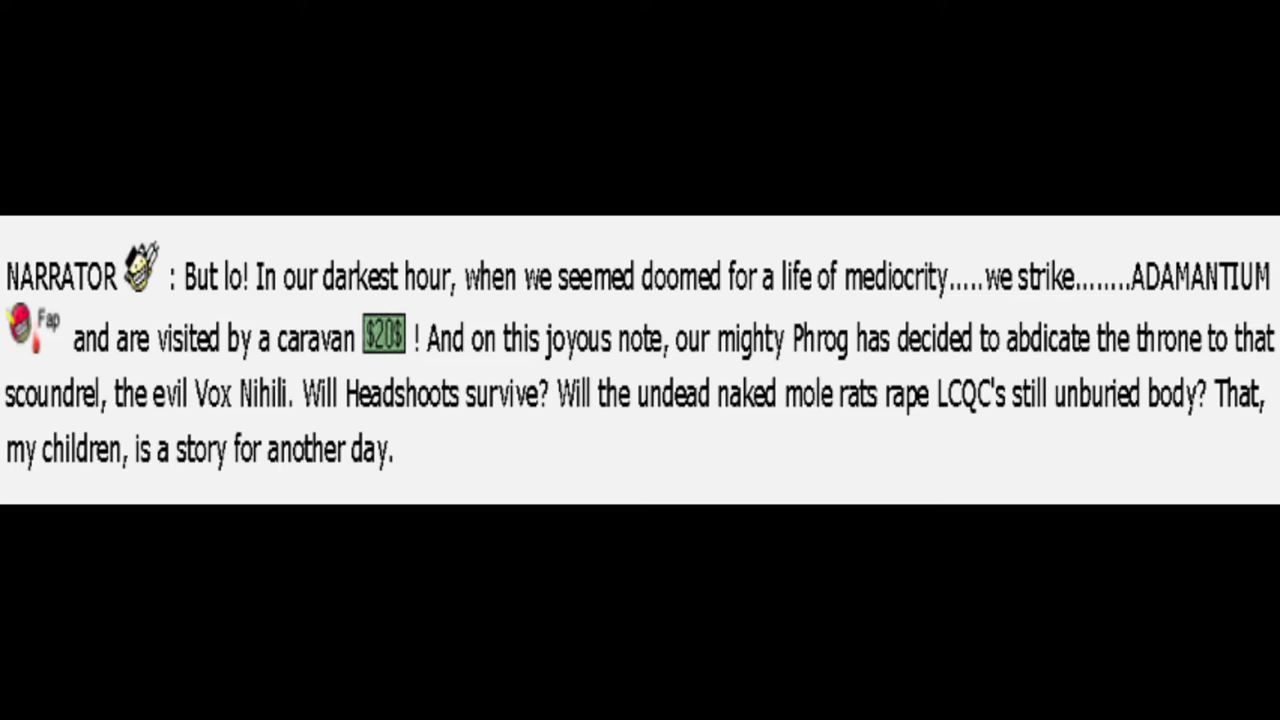 NARRATOR : But lo! In our darkest hour, when we seemed doomed for a life of mediocrity.....we strike........ADAMANTIUM
Fap and are visited by a caravan $20$ ! And on this joyous note, our mighty Phrog has decided to abdicate the throne to that
scoundrel, the evil Vox Nihili. Will Headshoots survive? Will the undead naked mole rats rape LCQC's still unburied body? That,
my children, is a story for another day.